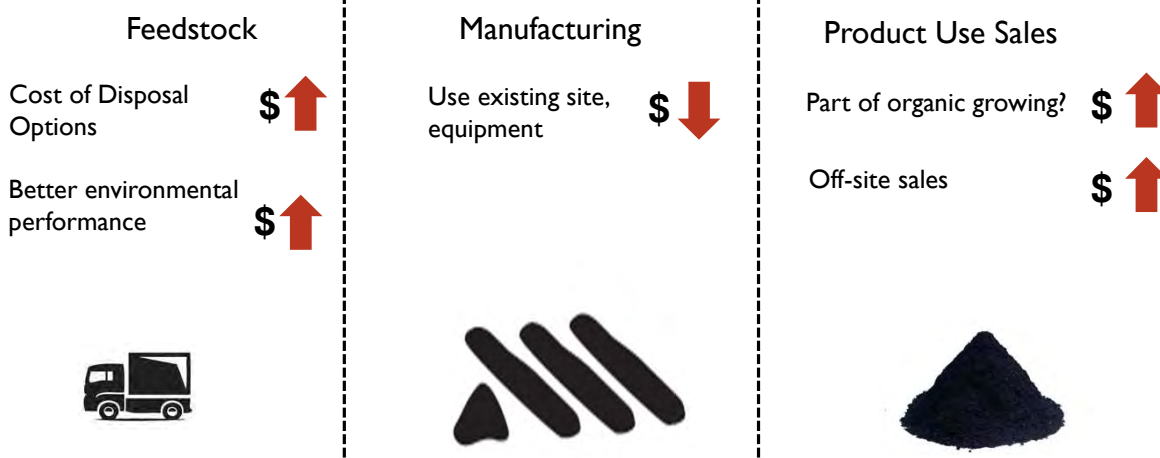 Feedstock
Cost of Disposal
Options
$
Better environmental
performance
$
Manufacturing
Use existing site,
equipment
$
Product Use Sales
Part of organic growing?
$
Off-site sales
$